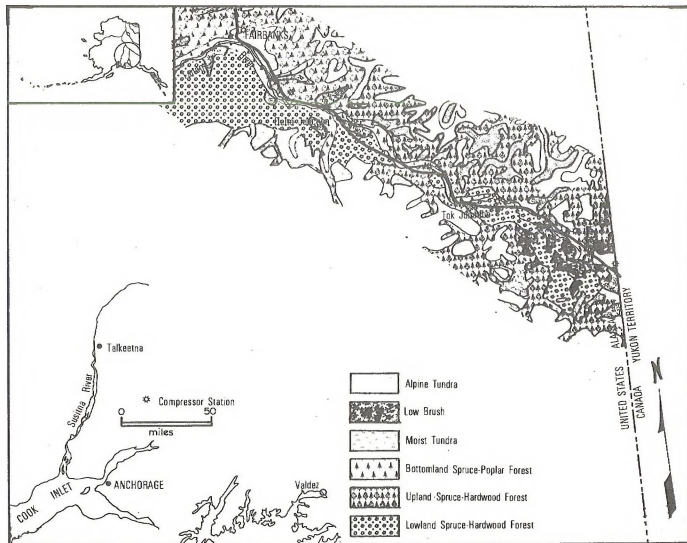 FAIRBANKS
Tanana River
Tok Junction
Talkeetna
Susitna River
Compressor Station
0 50
miles
COOK INLET
ANCHORAGE
Valdez
UNITED STATES
CANADA
YUKON TERRITORY
N
Alpine Tundra
Low Brush
Moist Tundra
Bottomland Spruce-Poplar Forest
Upland Spruce-Hardwood Forest
Lowland Spruce-Hardwood Forest